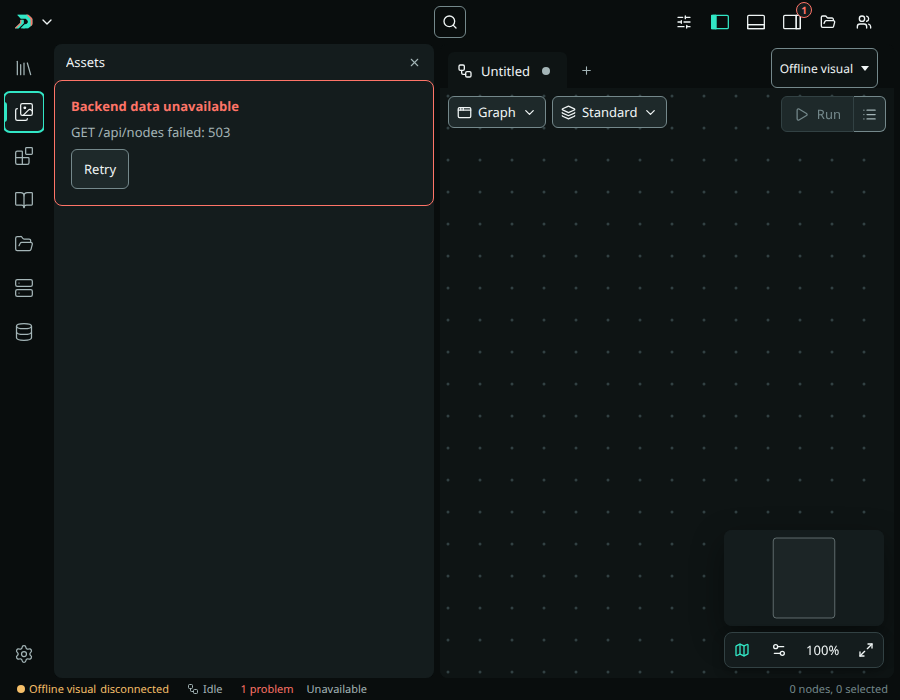 1
Assets
Untitled
Offline visual
Backend data unavailable
GET /api/nodes failed: 503
Retry
Graph
Standard
Run
100%
Offline visual disconnected
Idle
1 problem
Unavailable
0 nodes, 0 selected